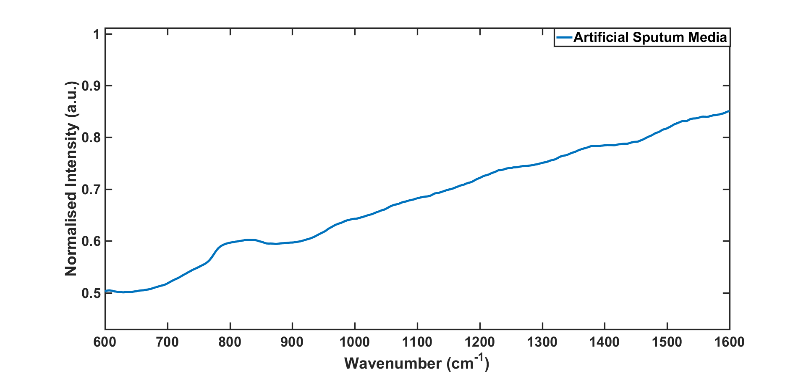 Artificial Sputum Media
Normalised Intensity (a.u.)
1
0.9
0.8
0.7
0.6
0.5
600 700 800 900 1000 1100 1200 1300 1400 1500 1600
Wavenumber (cm⁻¹)